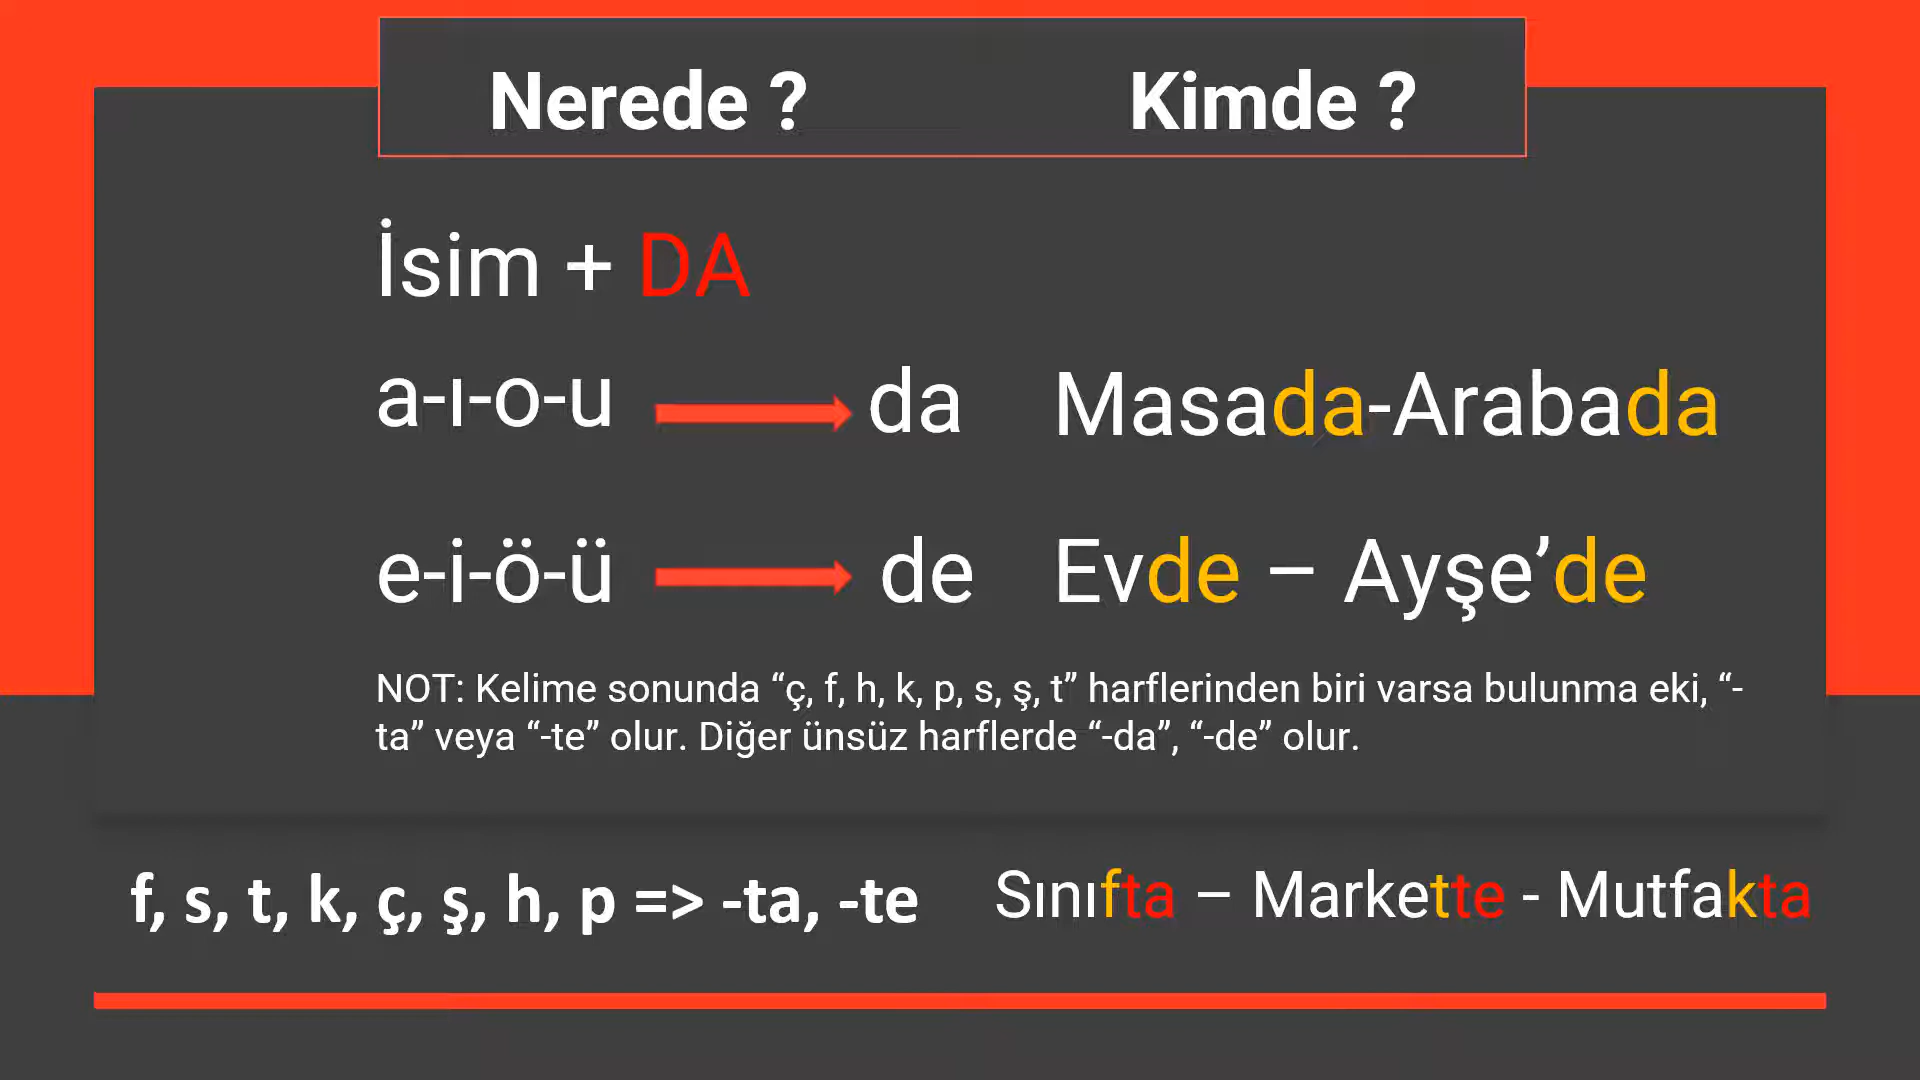 Nerede ? Kimde ?
İsim + DA
a-ı-o-u da Masada-Arabada
e-i-ö-ü de Evde – Ayşe’de
NOT: Kelime sonunda “ç, f, h, k, p, s, ş, t” harflerinden biri varsa bulunma eki, “-
ta” veya “-te” olur. Diğer ünsüz harflerde “-da”, “-de” olur.
f, s, t, k, ç, ş, h, p => -ta, -te Sınıfta – Markette - Mutfakta